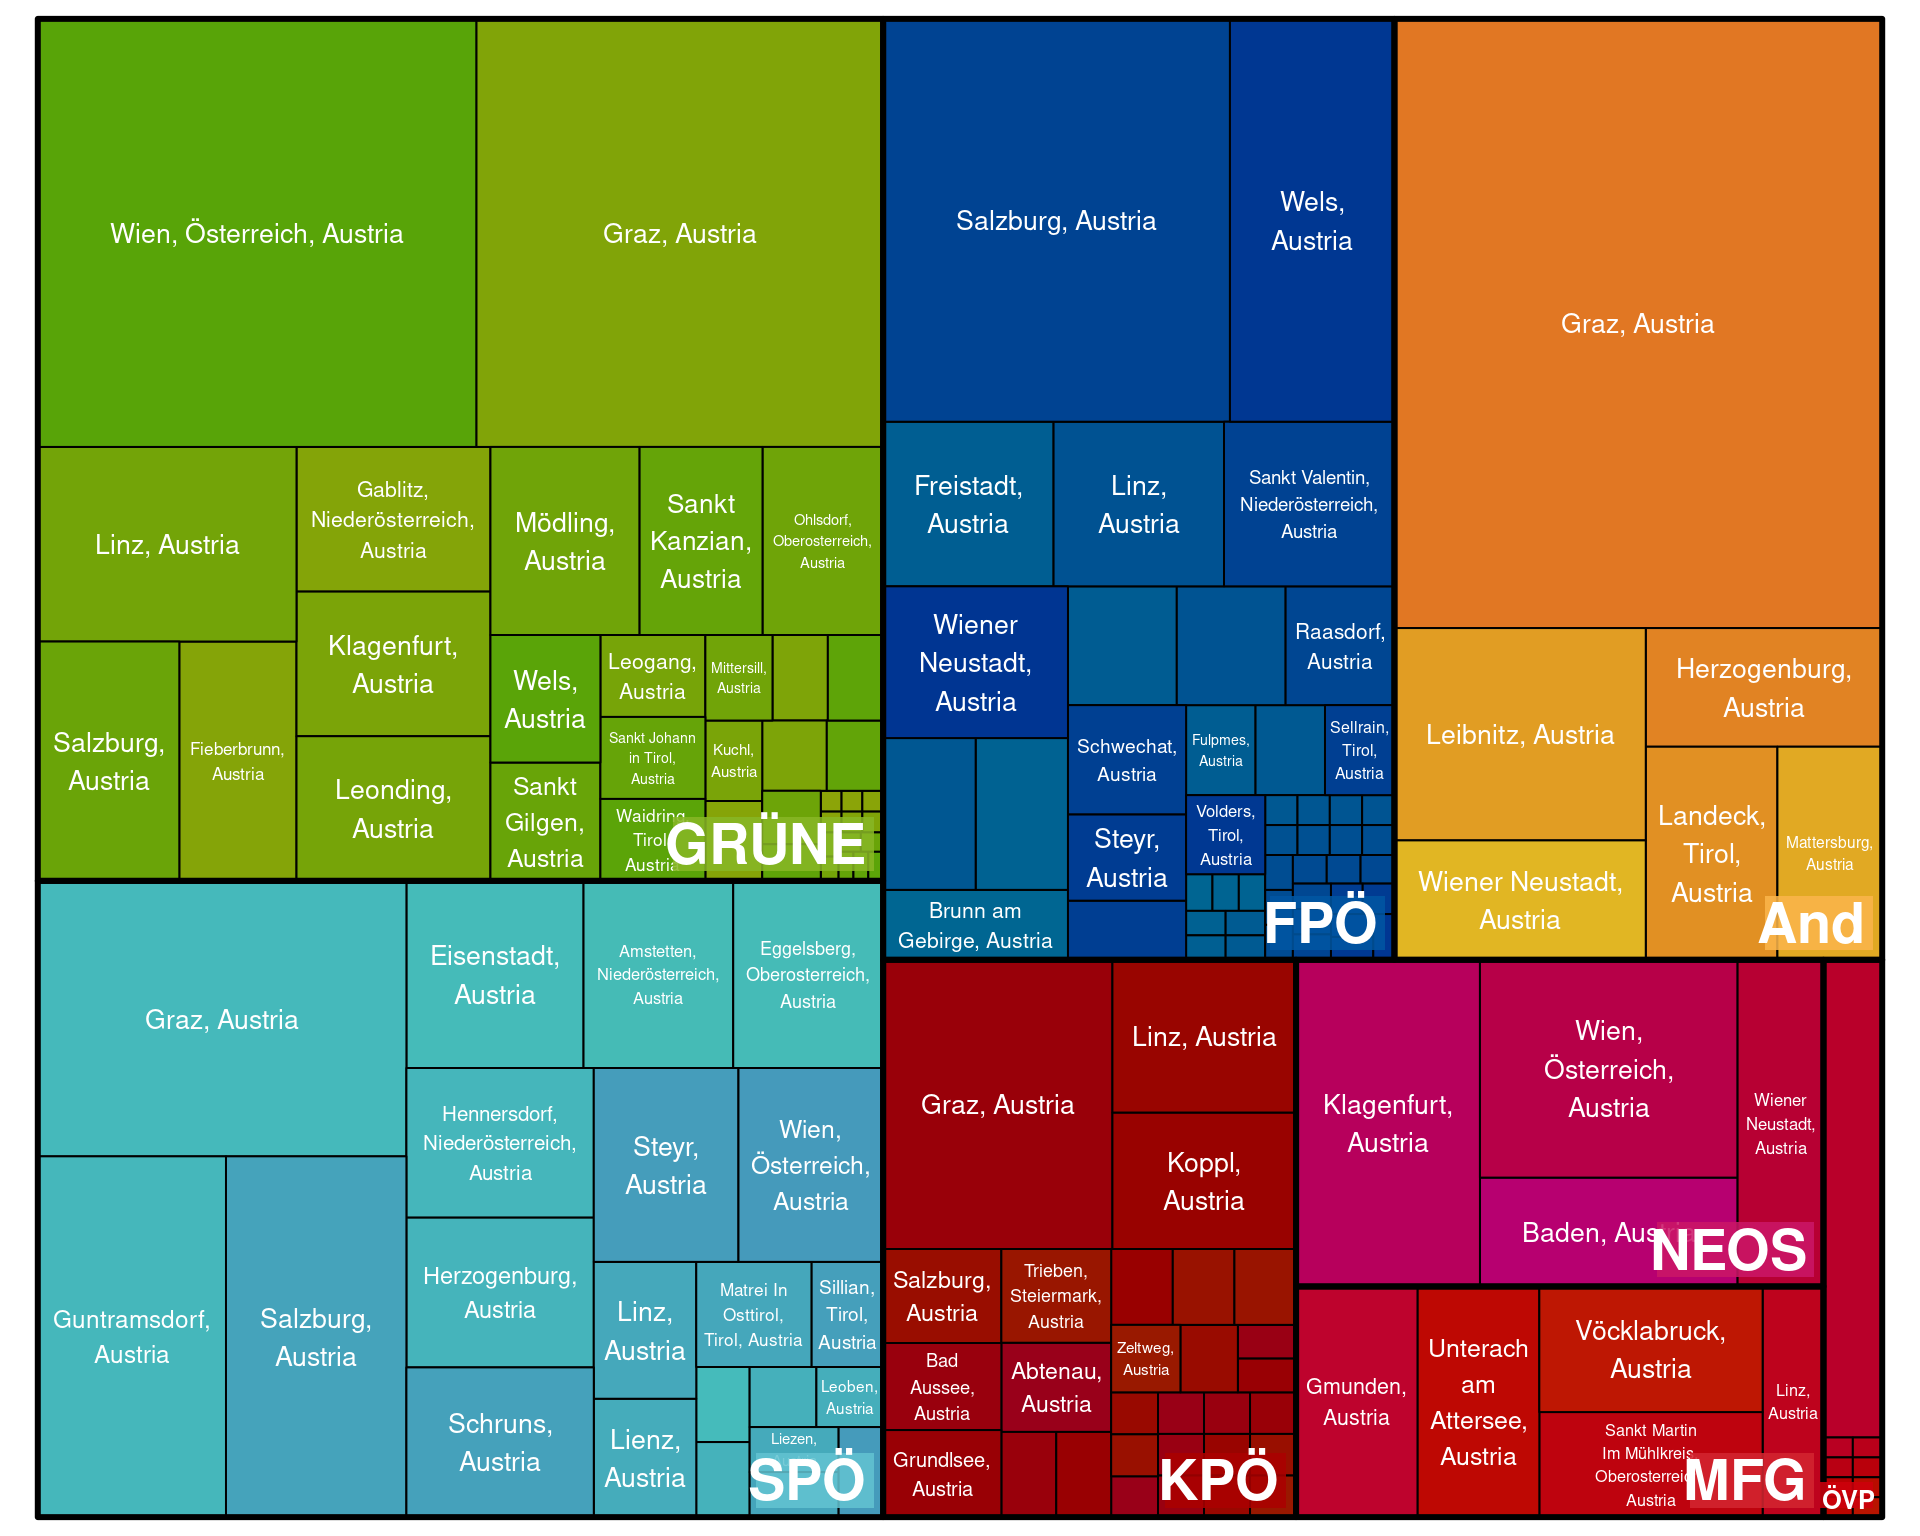 Wien, Österreich, Austria
Graz, Austria
Linz, Austria
Gablitz,
Niederösterreich,
Austria
Mödling,
Austria
Sankt
Kanzian,
Austria
Ohlsdorf,
Oberosterreich,
Austria
Salzburg,
Austria
Fieberbrunn,
Austria
Klagenfurt,
Austria
Leonding,
Austria
Wels,
Austria
Sankt
Gilgen,
Austria
Leogang,
Austria
Sankt Johann
in Tirol,
Austria
Waidring,
Tirol,
Austria
Mittersill,
Austria
Kuchl,
Austria
GRÜNE
Salzburg, Austria
Wels,
Austria
Freistadt,
Austria
Linz,
Austria
Sankt Valentin,
Niederösterreich,
Austria
Wiener
Neustadt,
Austria
Raasdorf,
Austria
Schwechat,
Austria
Fulpmes,
Austria
Sellrain,
Tirol,
Austria
Steyr,
Austria
Volders,
Tirol,
Austria
Brunn am
Gebirge, Austria
FPÖ
Graz, Austria
Leibnitz, Austria
Herzogenburg,
Austria
Wiener Neustadt,
Austria
Landeck,
Tirol,
Austria
Mattersburg,
Austria
And
Graz, Austria
Eisenstadt,
Austria
Amstetten,
Niederösterreich,
Austria
Eggelsberg,
Oberosterreich,
Austria
Guntramsdorf,
Austria
Salzburg,
Austria
Hennersdorf,
Niederösterreich,
Austria
Herzogenburg,
Austria
Schruns,
Austria
Steyr,
Austria
Wien,
Österreich,
Austria
Linz,
Austria
Matrei In
Osttirol,
Tirol, Austria
Sillian,
Tirol,
Austria
Lienz,
Austria
Leoben,
Austria
Liezen,
SPÖ
Graz, Austria
Linz, Austria
Koppl,
Austria
Salzburg,
Austria
Trieben,
Steiermark,
Austria
Bad
Aussee,
Austria
Abtenau,
Austria
Zeltweg,
Austria
Grundlsee,
Austria
KPÖ
Klagenfurt,
Austria
Wien,
Österreich,
Austria
Wiener
Neustadt,
Austria
Baden, Austria
NEOS
Gmunden,
Austria
Unterach
am
Attersee,
Austria
Vöcklabruck,
Austria
Sankt Martin
Im Mühlkreis,
Oberosterreich,
Austria
Linz,
Austria
MFG
ÖVP